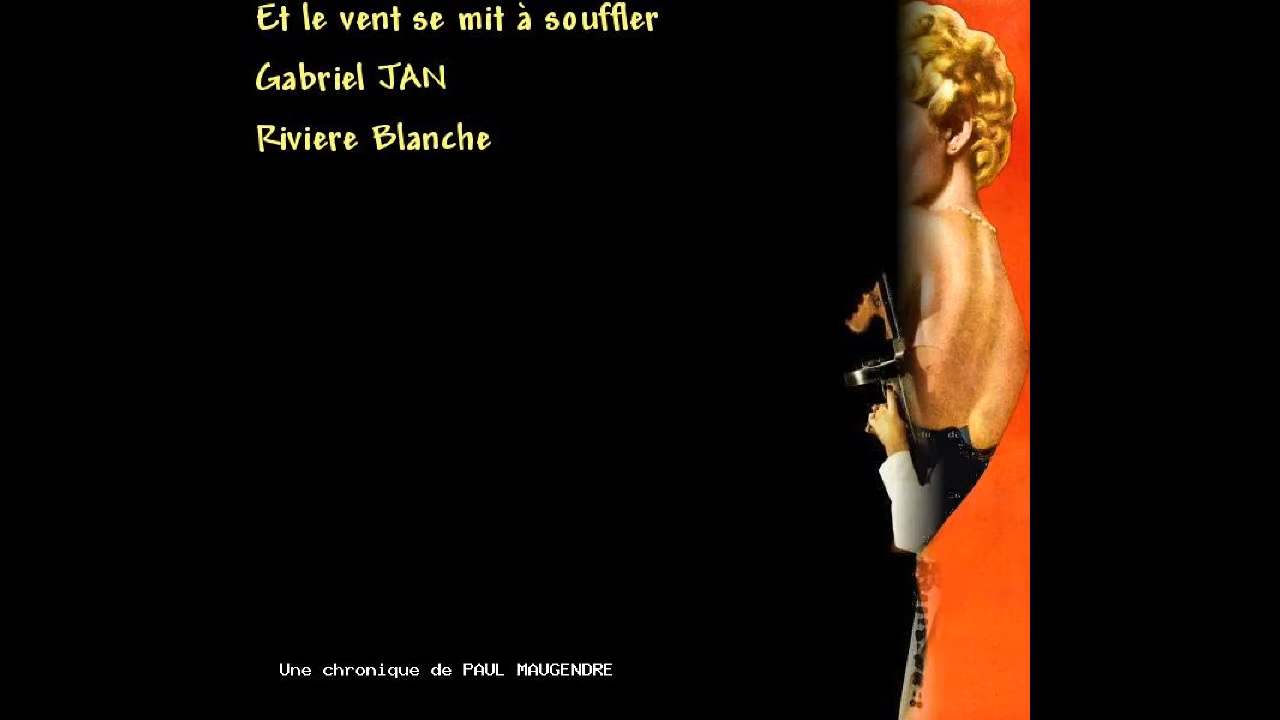 Et le vent se mit à souffler
Gabriel JAN
Riviere Blanche
Une chronique de PAUL MAUGENDRE